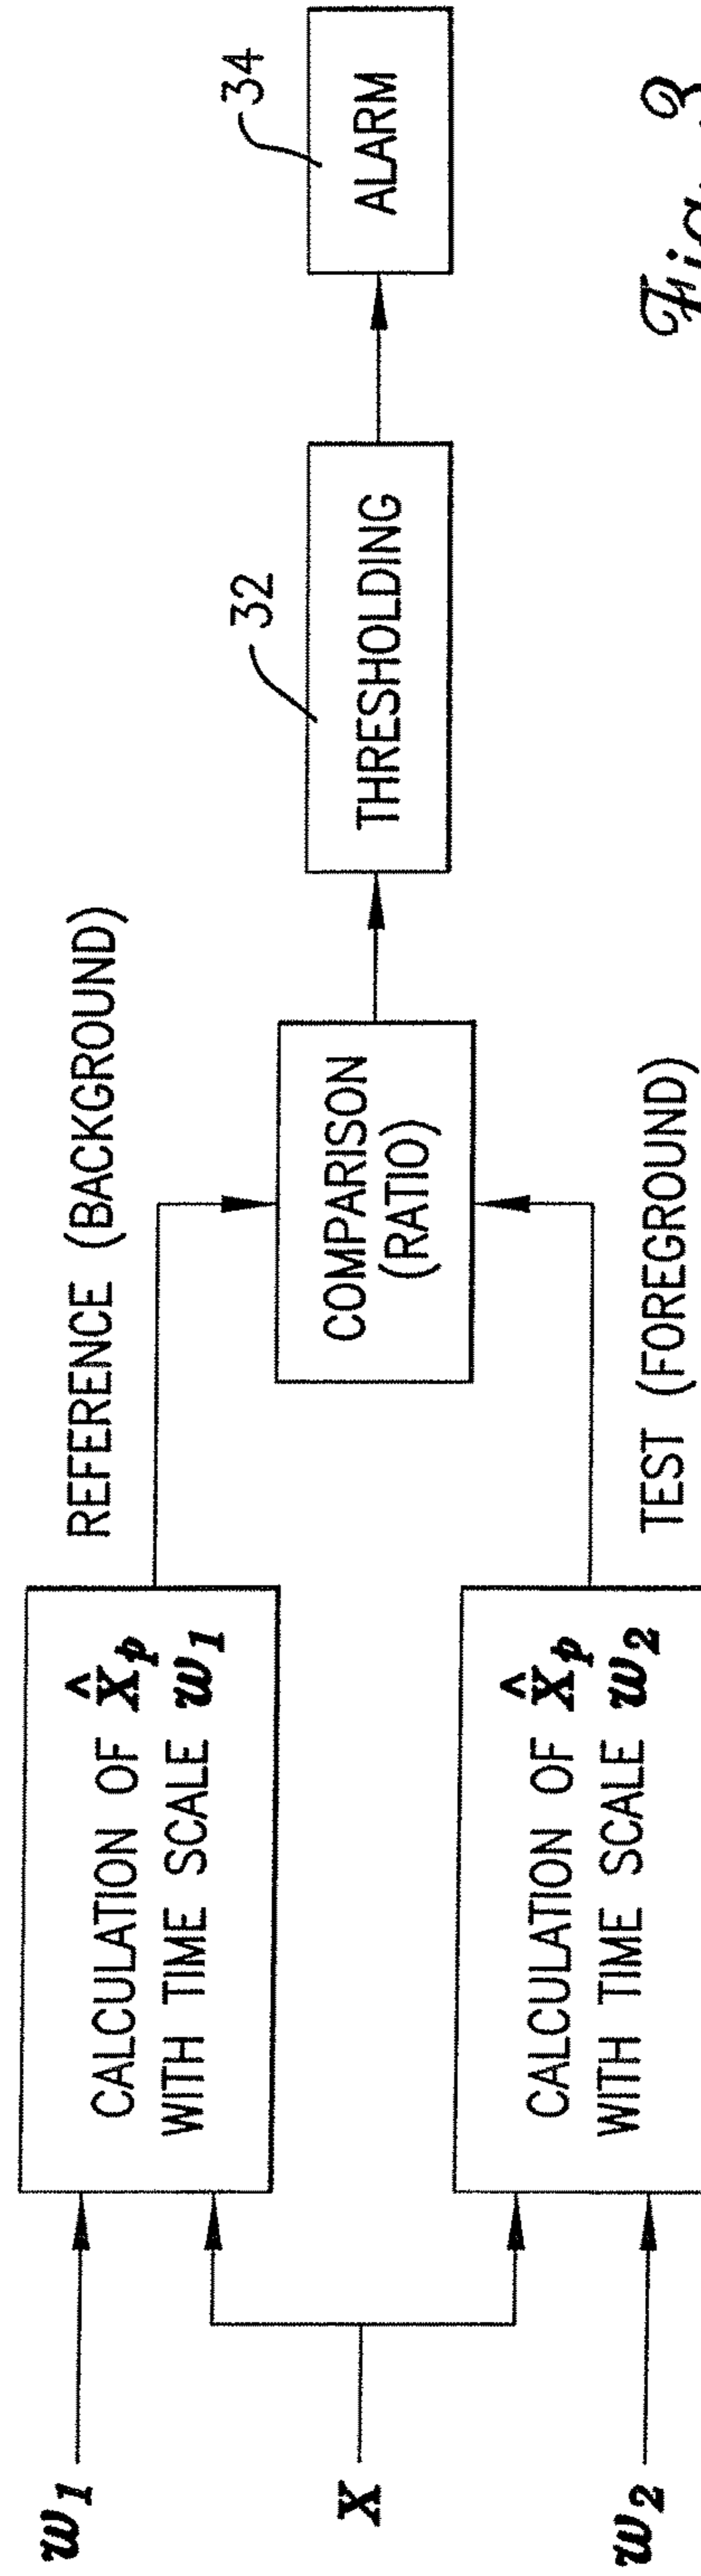 w1
X
w2
CALCULATION OF X̂p
WITH TIME SCALE w1
CALCULATION OF X̂p
WITH TIME SCALE w2
REFERENCE (BACKGROUND)
TEST (FOREGROUND)
COMPARISON
(RATIO)
32
THRESHOLDING
34
ALARM